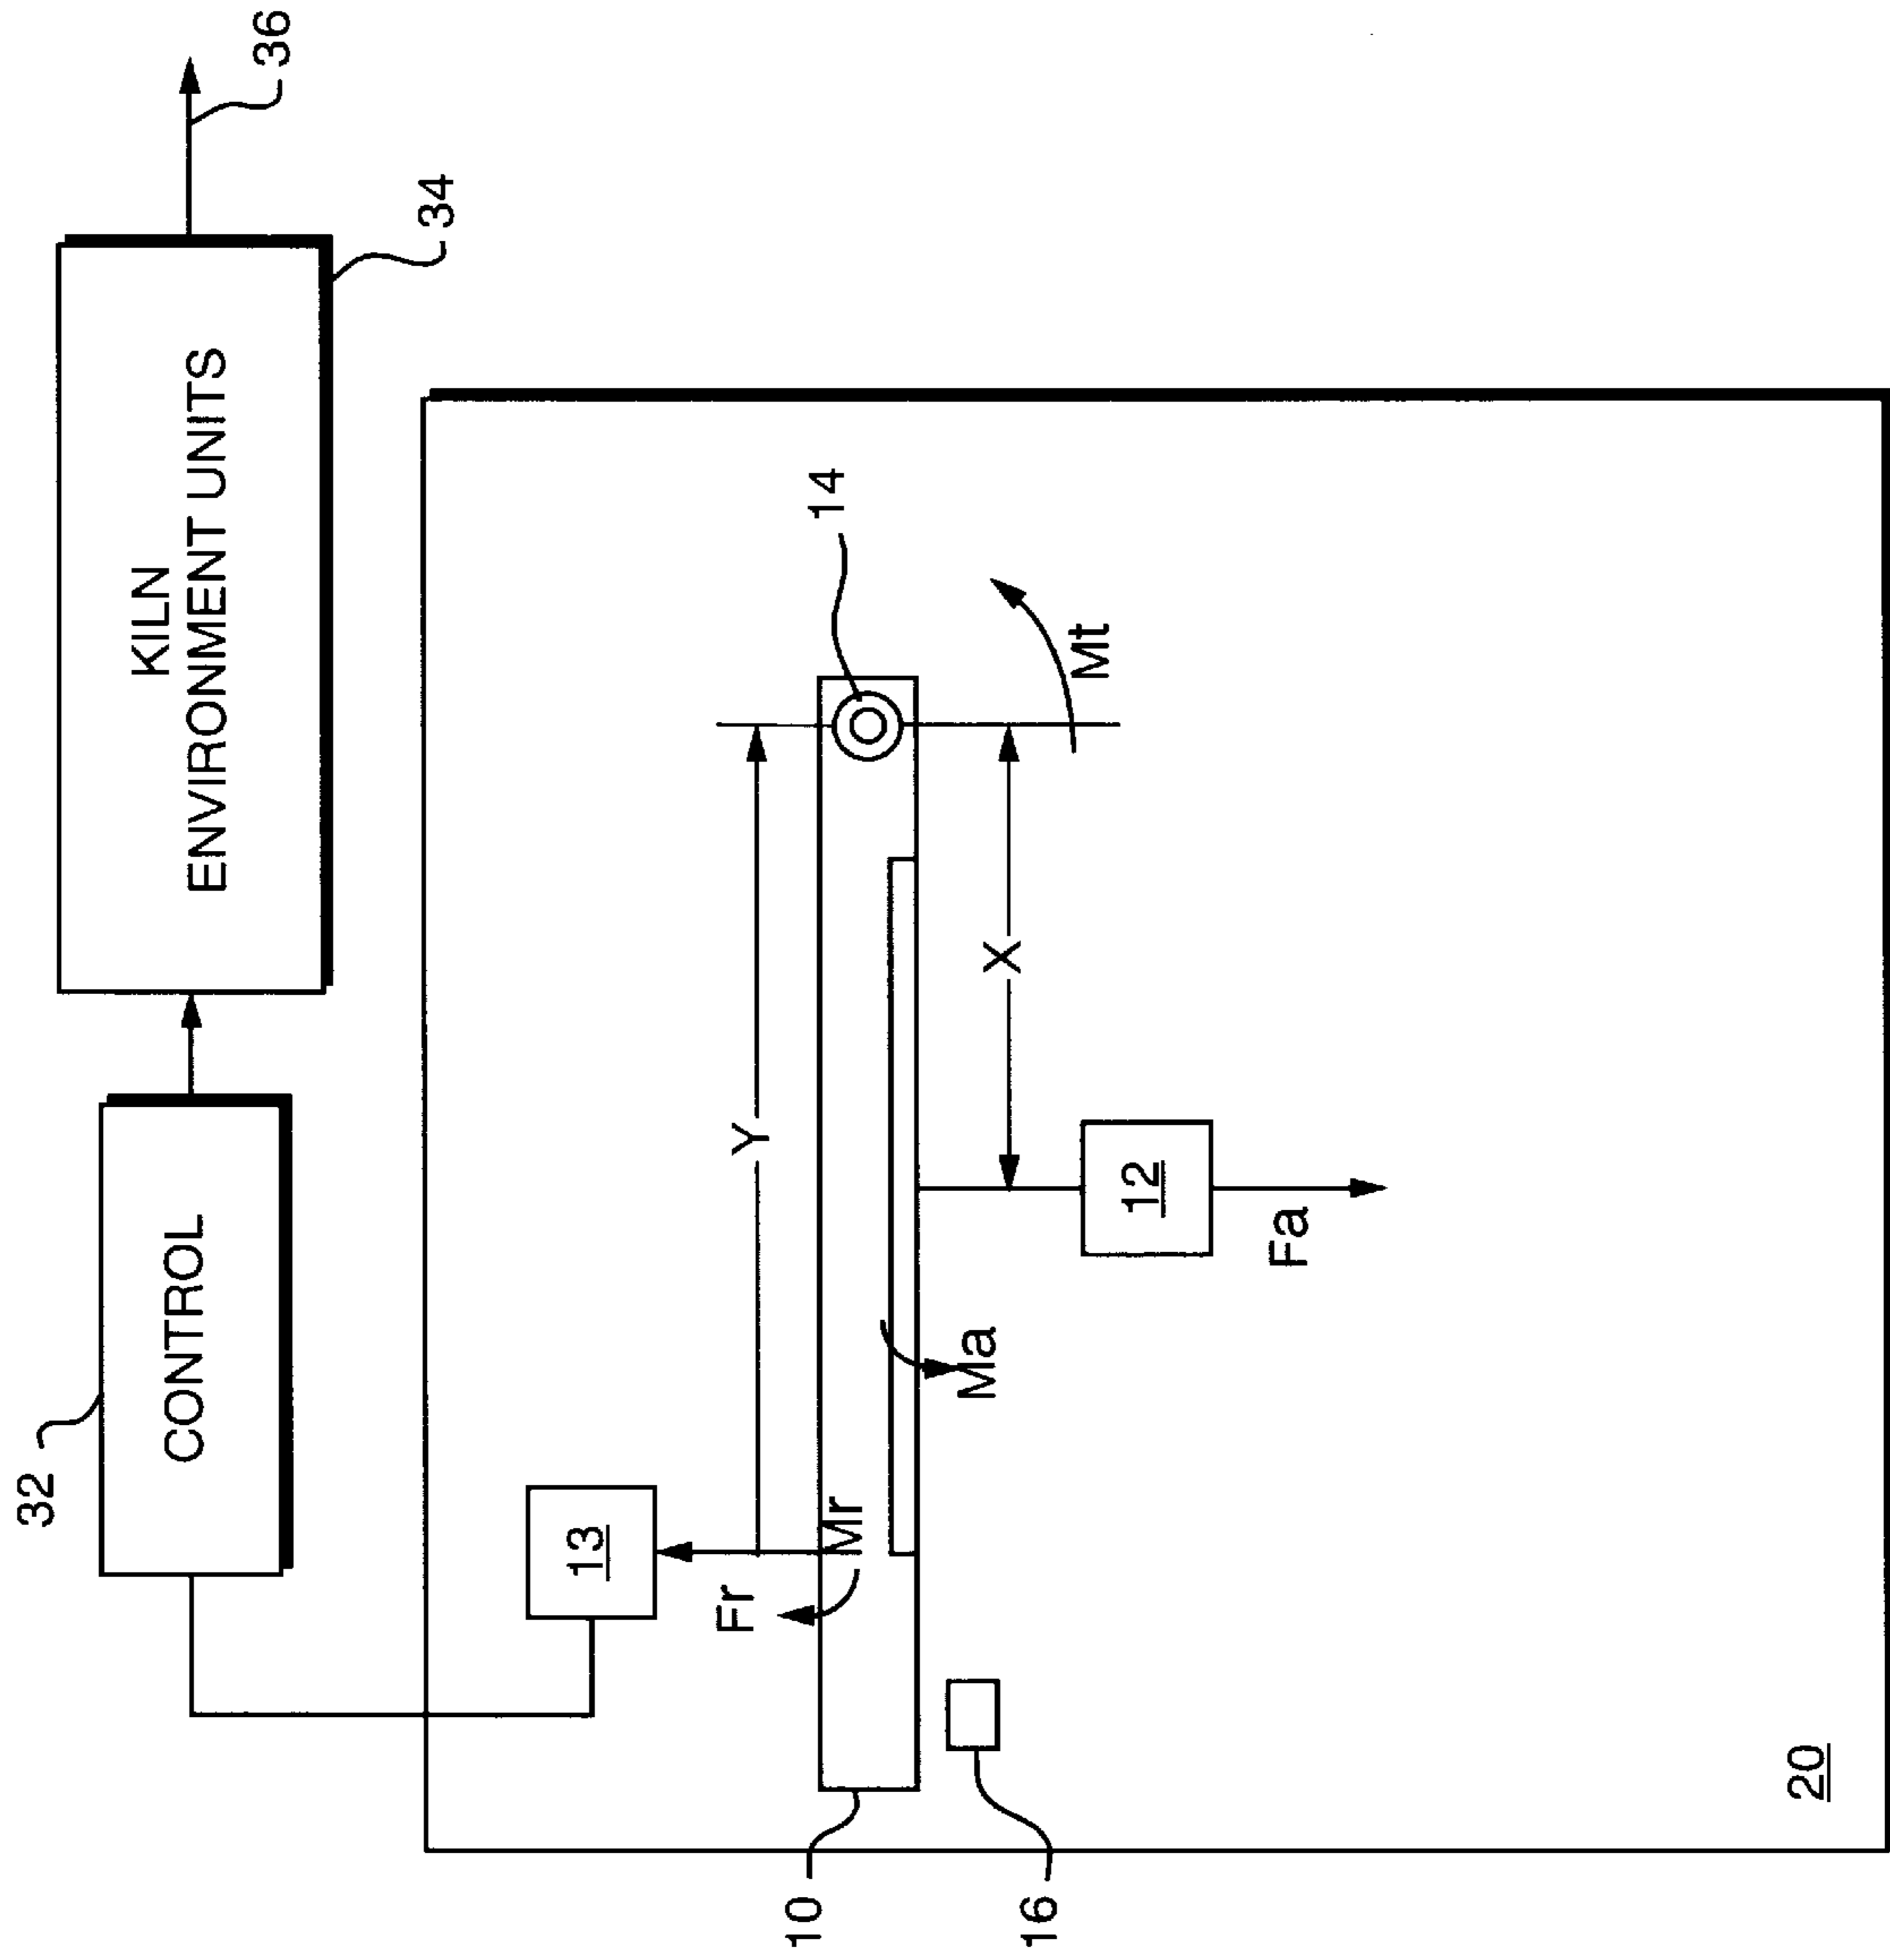 36
34
KILN
ENVIRONMENT UNITS
CONTROL
32
14
Mt
Y
X
13
Fr
Mr
Ma
12
Fa
10
16
20